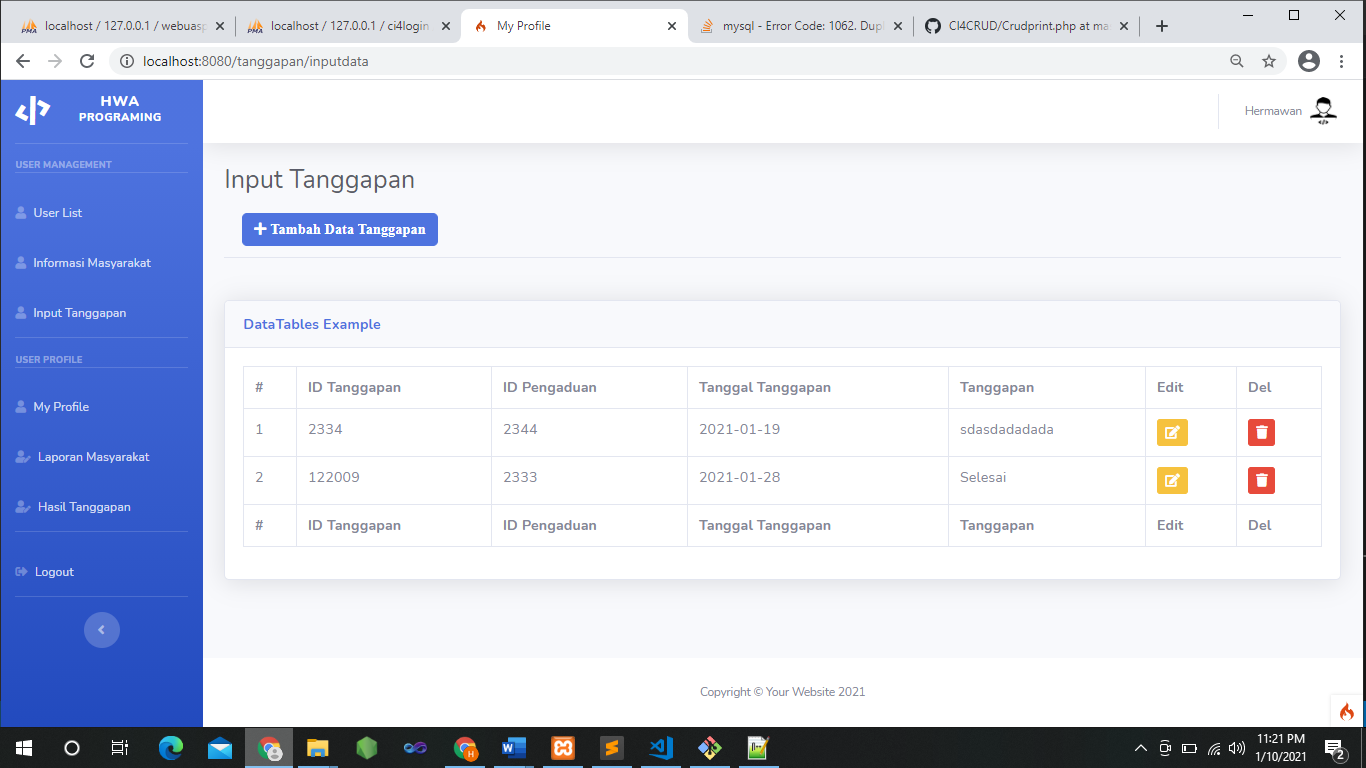 localhost / 127.0.0.1 / webuasp
localhost / 127.0.0.1 / ci4login
My Profile
mysql - Error Code: 1062. Dupl
CI4CRUD/Crudprint.php at ma
localhost:8080/tanggapan/inputdata
HWA
PROGRAMING
Hermawan
USER MANAGEMENT
User List
Informasi Masyarakat
Input Tanggapan
USER PROFILE
My Profile
Laporan Masyarakat
Hasil Tanggapan
Logout
Input Tanggapan
Tambah Data Tanggapan
DataTables Example
# ID Tanggapan ID Pengaduan Tanggal Tanggapan Tanggapan Edit Del
1 2334 2344 2021-01-19 sdasdadadada
2 122009 2333 2021-01-28 Selesai
# ID Tanggapan ID Pengaduan Tanggal Tanggapan Tanggapan Edit Del
Copyright © Your Website 2021
11:21 PM
1/10/2021
2